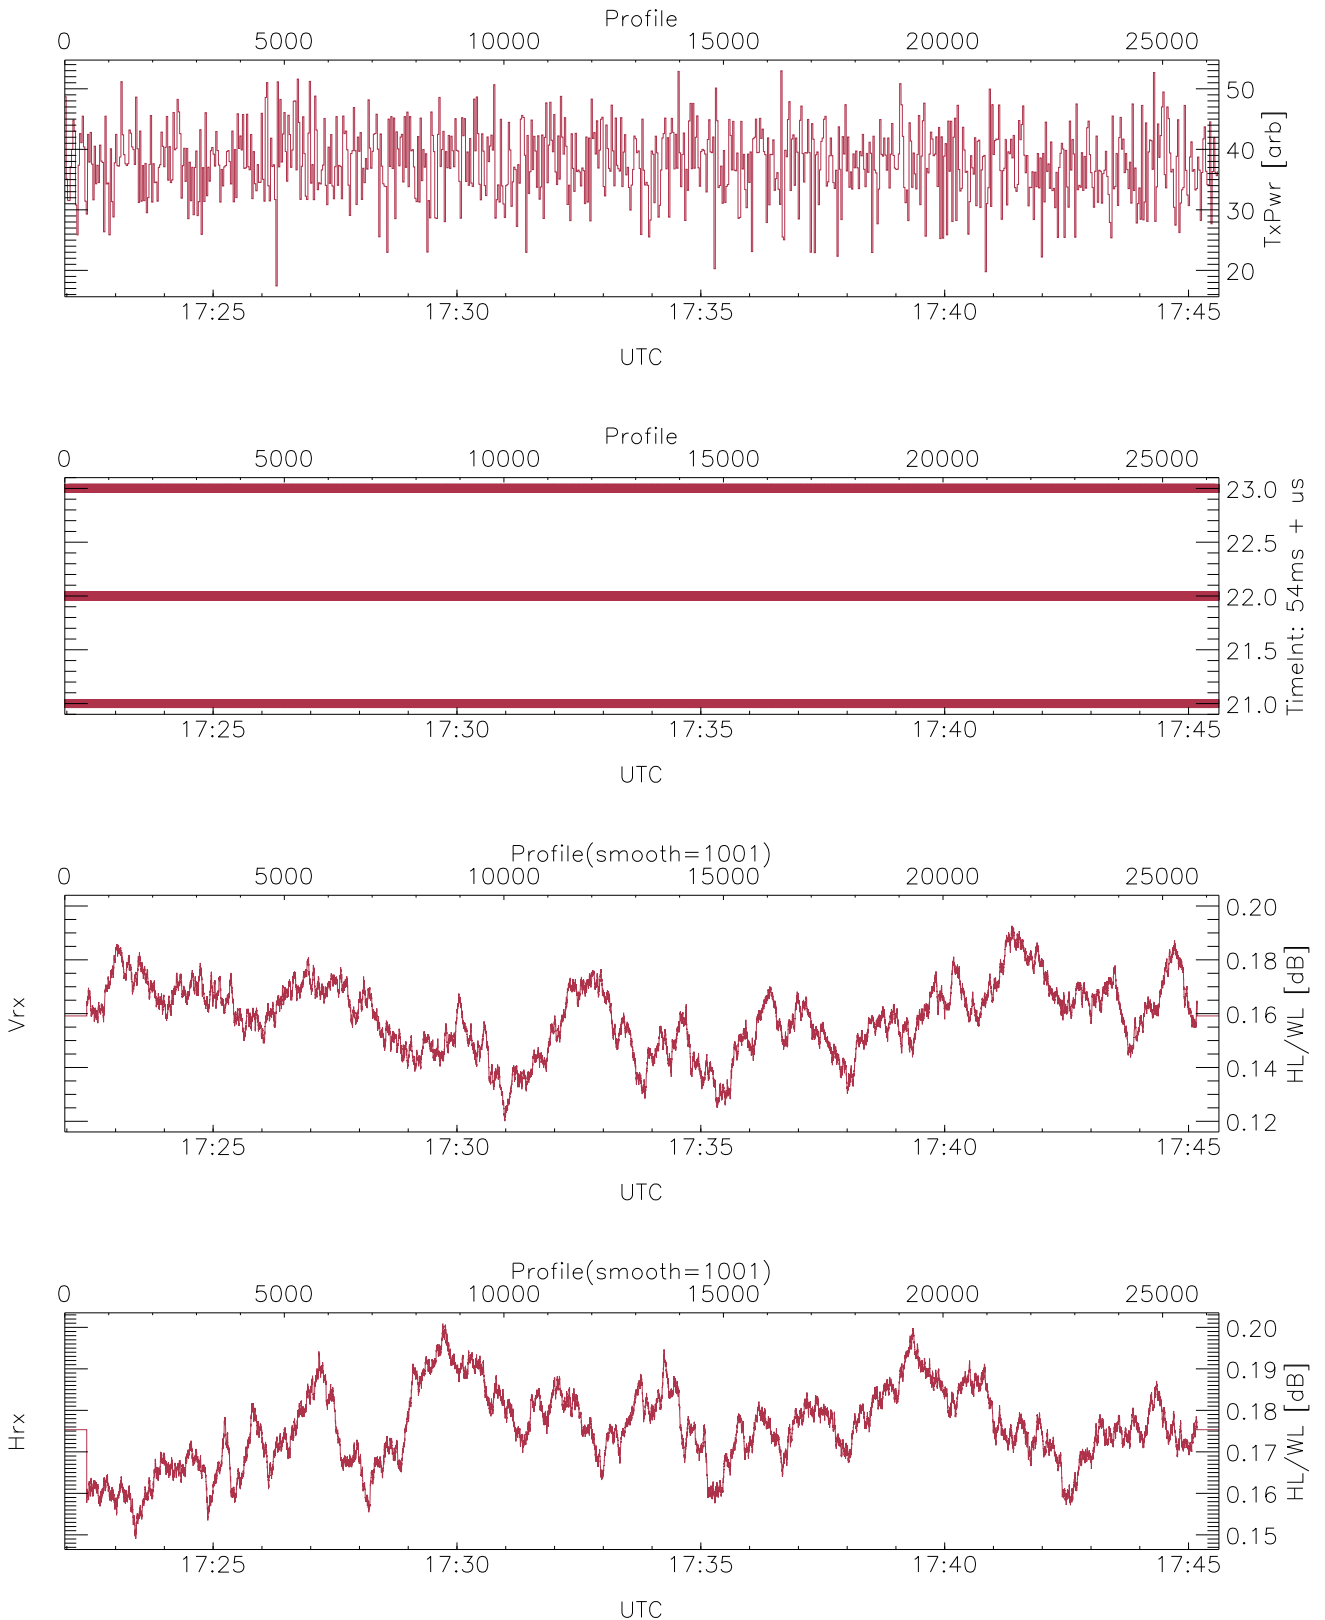 Profile
0 5000 10000 15000 20000 25000
50
40
30
20
TxPwr [arb]
17:25 17:30 17:35 17:40 17:45
UTC
Profile
0 5000 10000 15000 20000 25000
23.0
22.5
22.0
21.5
21.0
TimeInt: 54ms + us
17:25 17:30 17:35 17:40 17:45
UTC
Profile(smooth=1001)
0 5000 10000 15000 20000 25000
Vrx
0.20
0.18
0.16
0.14
0.12
HL/WL [dB]
17:25 17:30 17:35 17:40 17:45
UTC
Profile(smooth=1001)
0 5000 10000 15000 20000 25000
Hrx
0.20
0.19
0.18
0.17
0.16
0.15
HL/WL [dB]
17:25 17:30 17:35 17:40 17:45
UTC